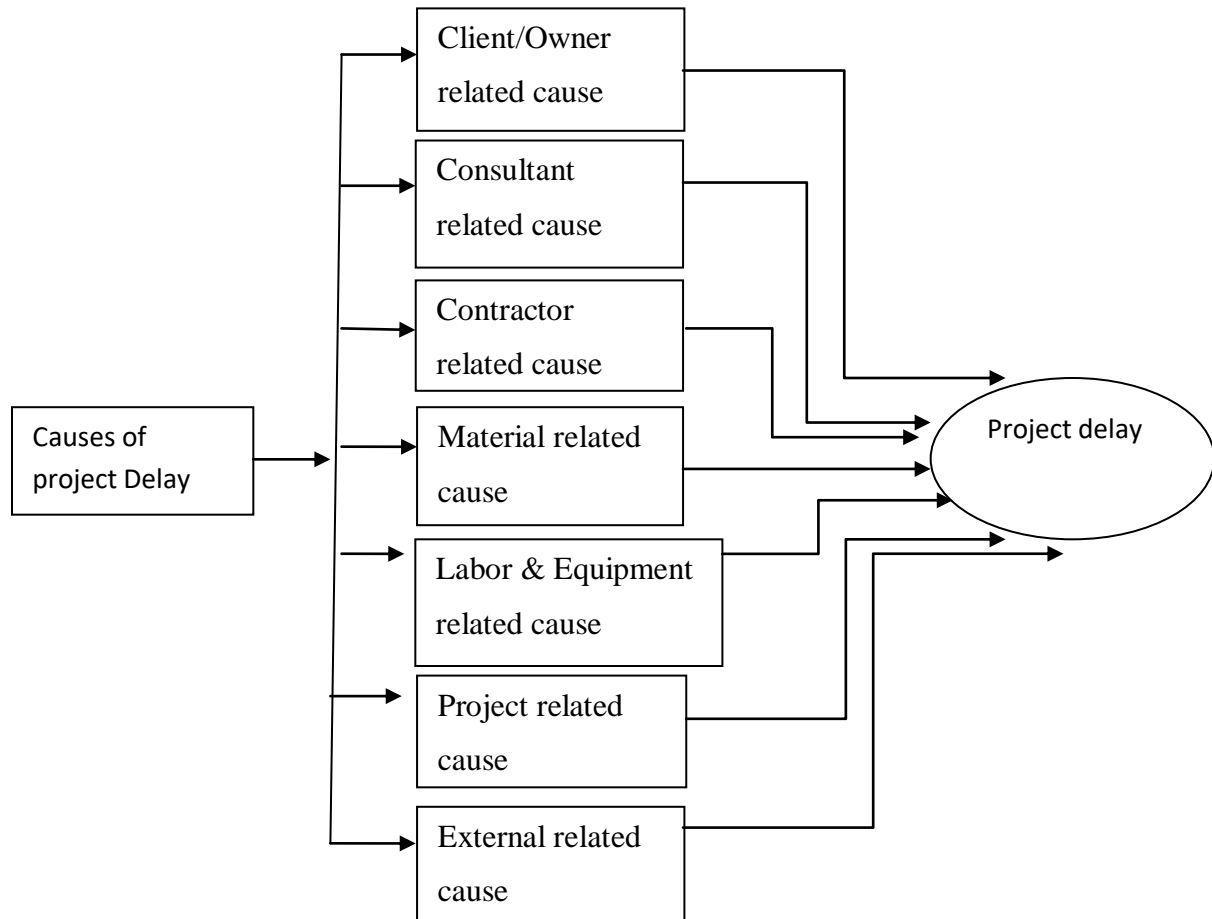 Client/Owner
related cause
Consultant
related cause
Contractor
related cause
Causes of
project Delay
Material related
cause
Project delay
Labor & Equipment
related cause
Project related
cause
External related
cause